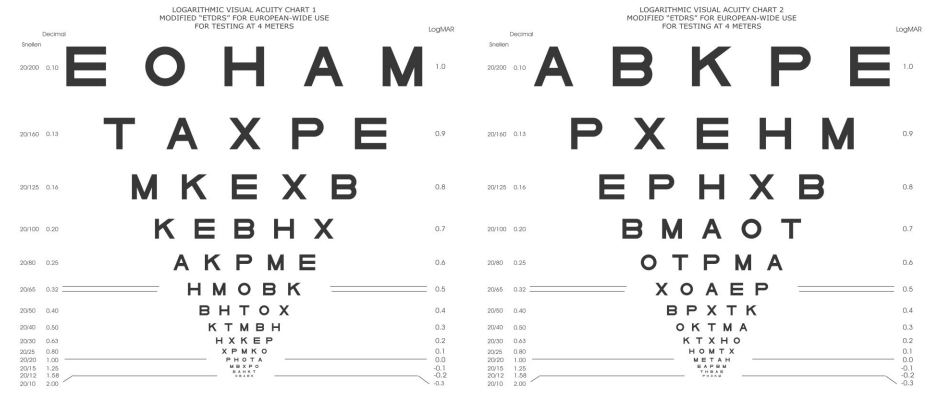 LOGARITHMIC VISUAL ACUITY CHART 1
MODIFIED "ETDRS" FOR EUROPEAN-WIDE USE
FOR TESTING AT 4 METERS
Snellen Decimal LogMAR
20/200 0.10 E O H A M 1.0
20/160 0.13 T A X P E 0.9
20/125 0.16 M K E X B 0.8
20/100 0.20 K E B H X 0.7
20/80 0.25 A K P M E 0.6
20/65 0.32 H M O B K 0.5
20/50 0.40 B H T O X 0.4
20/40 0.50 K T M B H 0.3
20/30 0.63 H X K E P 0.2
20/25 0.80 X P M K O 0.1
20/20 1.00 P H O T A 0.0
20/15 1.25 M B X P O -0.1
20/12 1.58 -0.2
20/10 2.00 -0.3
LOGARITHMIC VISUAL ACUITY CHART 2
MODIFIED "ETDRS" FOR EUROPEAN-WIDE USE
FOR TESTING AT 4 METERS
Snellen Decimal LogMAR
20/200 0.10 A B K P E 1.0
20/160 0.13 P X E H M 0.9
20/125 0.16 E P H X B 0.8
20/100 0.20 B M A O T 0.7
20/80 0.25 O T P M A 0.6
20/65 0.32 X O A E P 0.5
20/50 0.40 B P X T K 0.4
20/40 0.50 O K T M A 0.3
20/30 0.63 K T X H O 0.2
20/25 0.80 H O M T X 0.1
20/20 1.00 M E T A H 0.0
20/15 1.25 -0.1
20/12 1.58 -0.2
20/10 2.00 -0.3